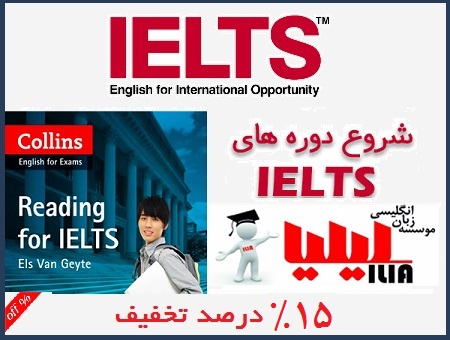 IELTS™
English for International Opportunity
Collins
English for Exams
Reading
for IELTS
Els Van Geyte
شروع دوره های
IELTS
موسسه زبان انگلیسی
ایلیا
ILIA
ILIA
off %
٪۱۵ درصد تخفیف